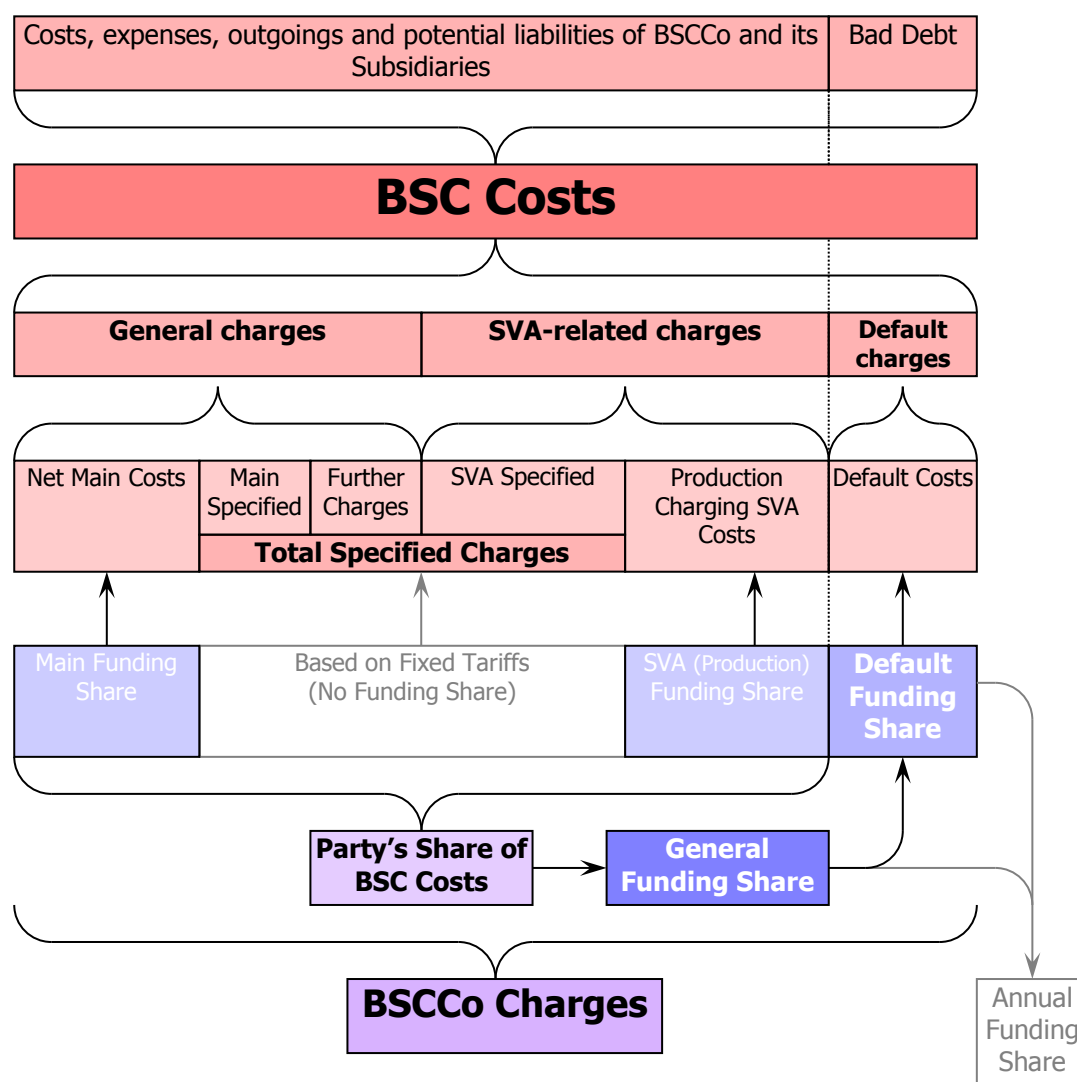 Costs, expenses, outgoings and potential liabilities of BSCCo and its
Subsidiaries
Bad Debt
BSC Costs
General charges
SVA-related charges
Default
charges
Net Main Costs
Main
Specified
Further
Charges
SVA Specified
Production
Charging SVA
Costs
Default Costs
Total Specified Charges
Main Funding
Share
Based on Fixed Tariffs
(No Funding Share)
SVA (Production)
Funding Share
Default
Funding
Share
Party's Share of
BSC Costs
General
Funding Share
BSCCo Charges
Annual
Funding
Share